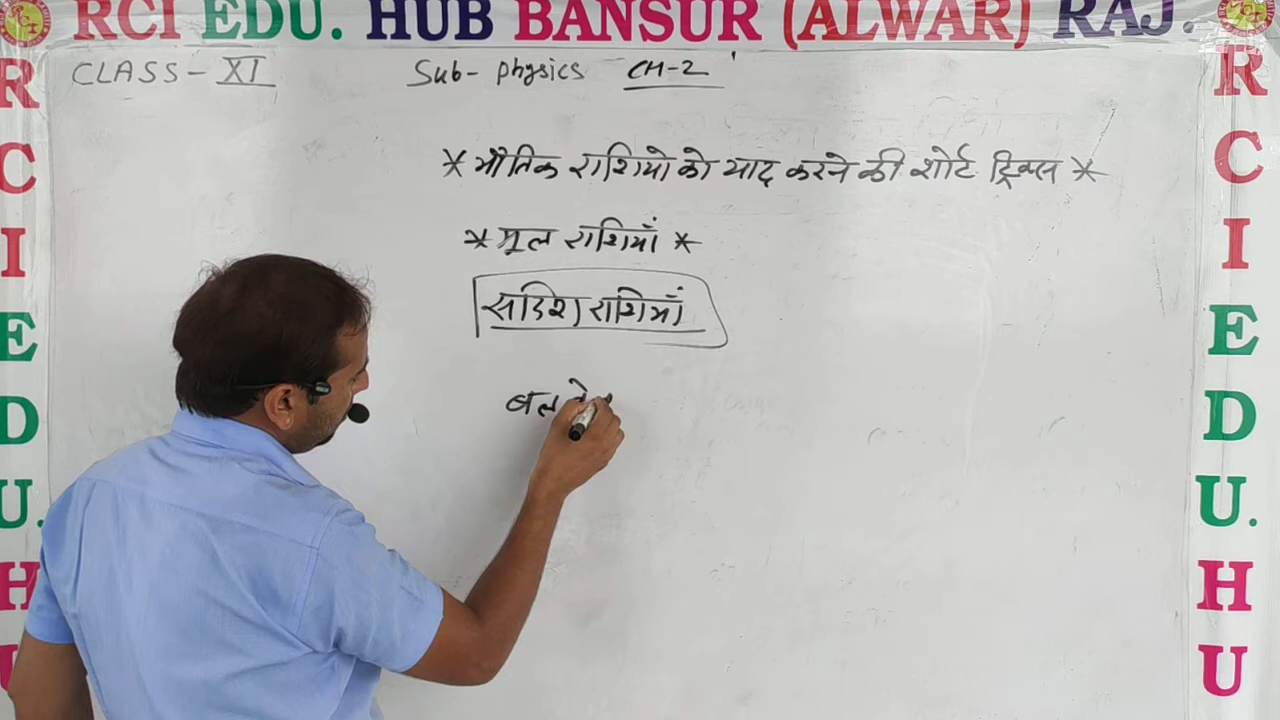 RCI EDU. HUB BANSUR (ALWAR) RAJ.
CLASS - XI Sub - Physics CH-2
* भौतिक राशियो को याद करने की शोर्ट ट्रिक्स *
* मूल राशियाँ *
सदिश राशियाँ
बल
R
C
I
E
D
U.
H
R
C
I
E
D
U.
H
U